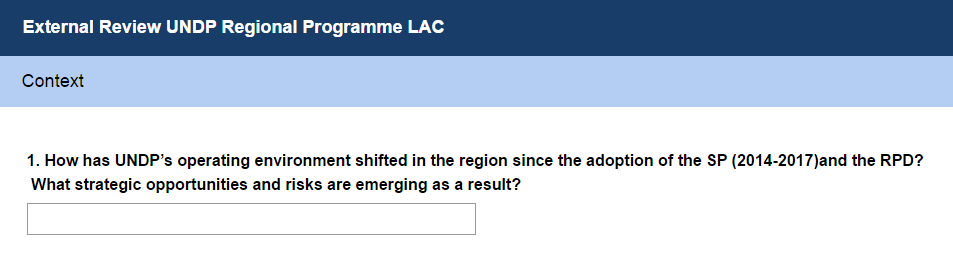 External Review UNDP Regional Programme LAC
Context
1. How has UNDP's operating environment shifted in the region since the adoption of the SP (2014-2017)and the RPD?
What strategic opportunities and risks are emerging as a result?